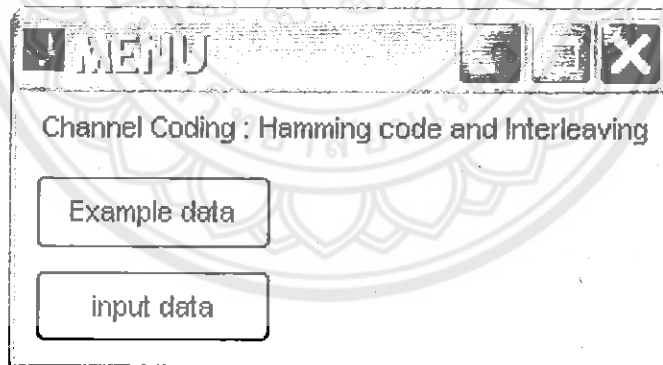 MENU
Channel Coding : Hamming code and Interleaving
Example data
input data